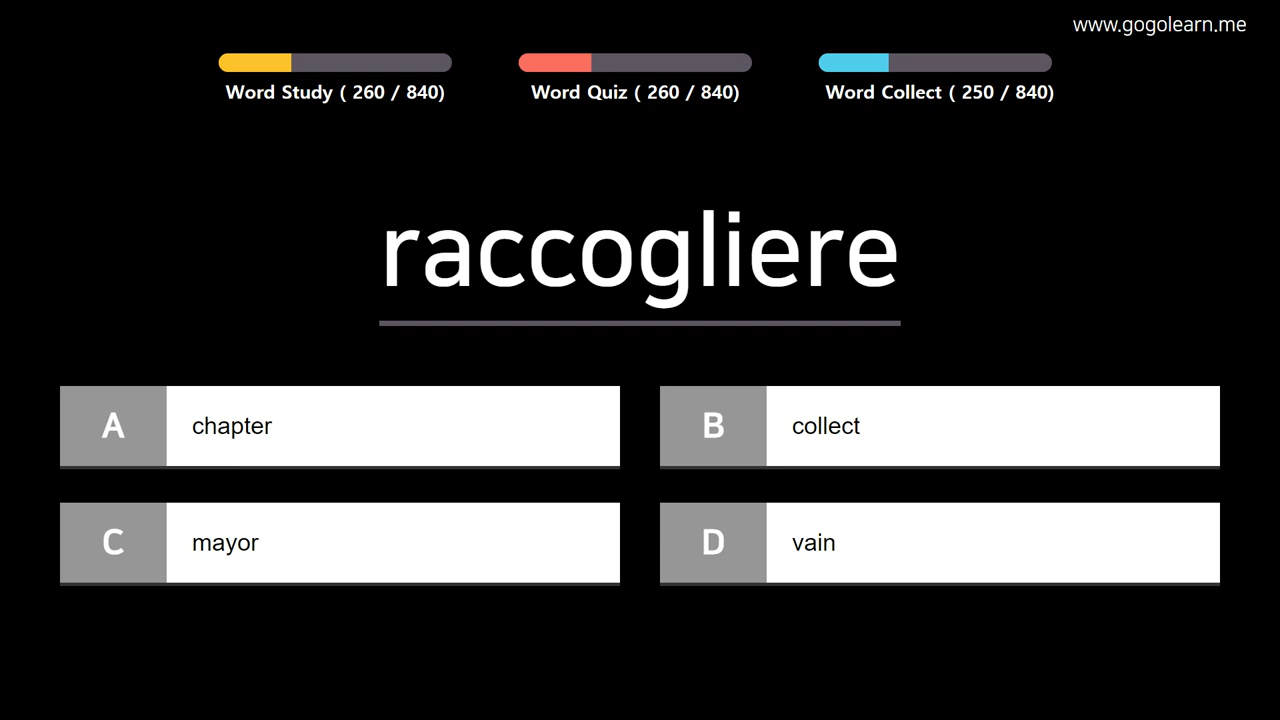 www.gogolearn.me
Word Study ( 260 / 840)
Word Quiz ( 260 / 840)
Word Collect ( 250 / 840)
raccogliere
A chapter
B collect
C mayor
D vain